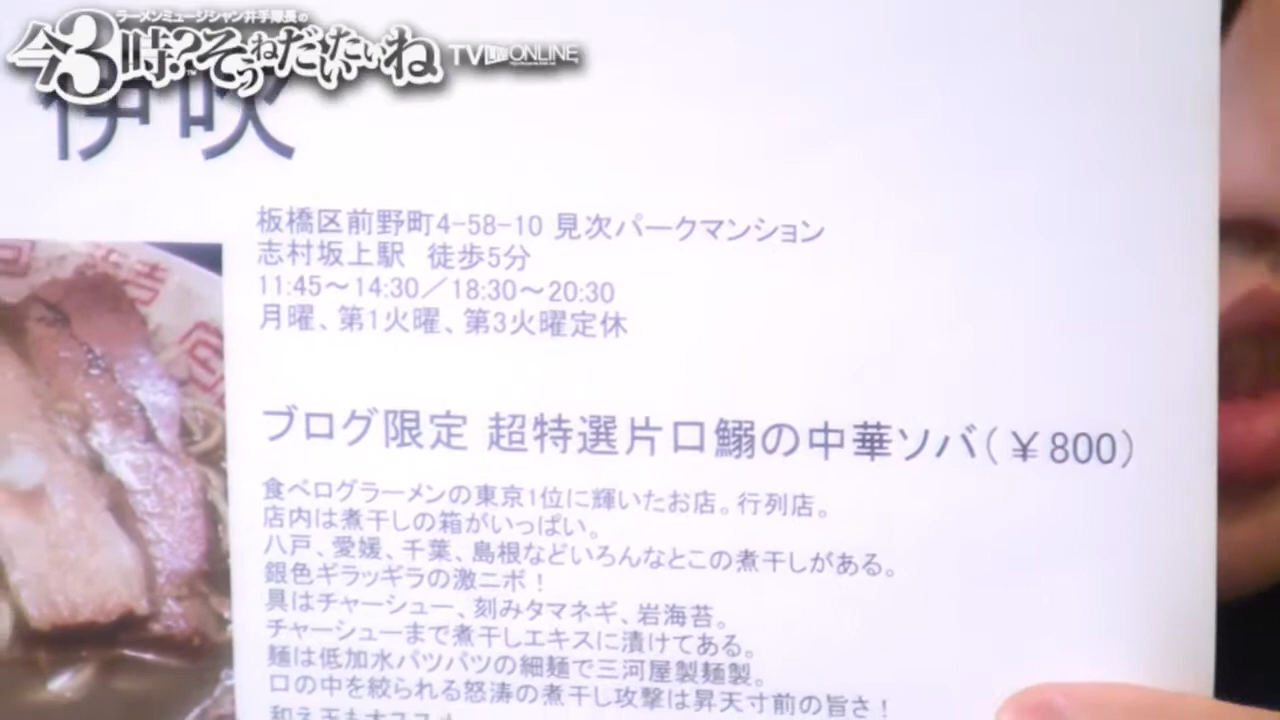 ラーメンミュージシャン井手隊長の
今3時?そうねだいたいね
TV LIVE ONLINE
伊吹
板橋区前野町4-58-10 見次パークマンション
志村坂上駅 徒歩5分
11:45～14:30／18:30～20:30
月曜、第1火曜、第3火曜定休
ブログ限定 超特選片口鰯の中華ソバ(￥800)
食べログラーメンの東京1位に輝いたお店。行列店。
店内は煮干しの箱がいっぱい。
八戸、愛媛、千葉、島根などいろんなとこの煮干しがある。
銀色ギラッギラの激ニボ！
具はチャーシュー、刻みタマネギ、岩海苔。
チャーシューまで煮干しエキスに漬けてある。
麺は低加水パツパツの細麺で三河屋製麺製。
口の中を絞られる怒涛の煮干し攻撃は昇天寸前の旨さ！